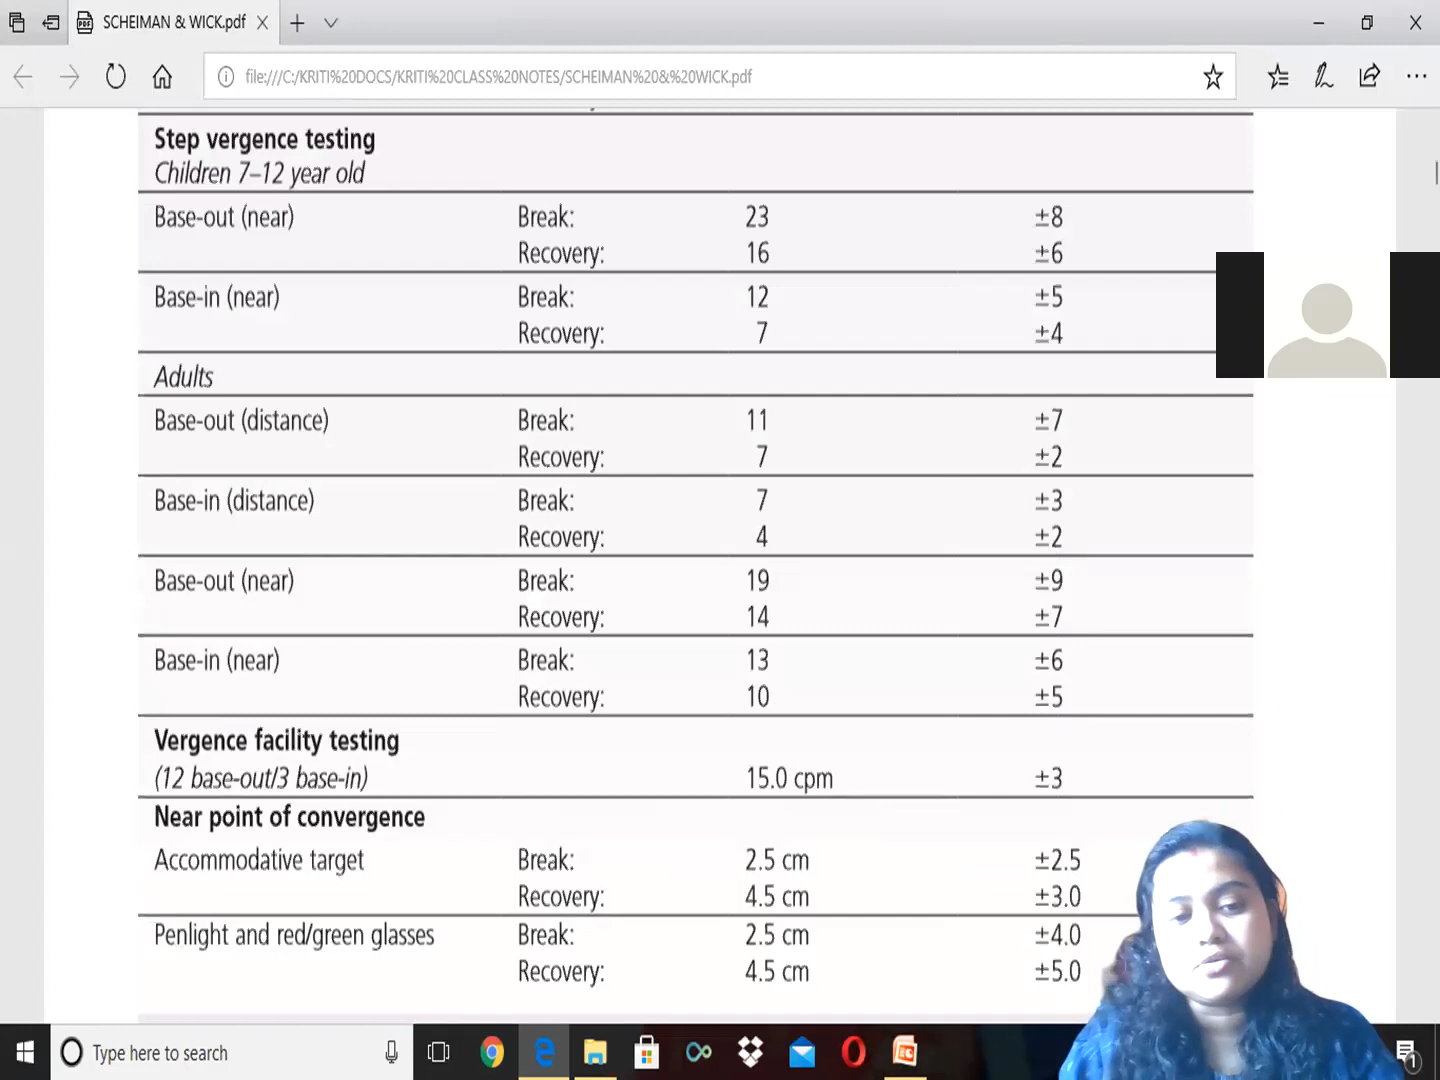 SCHEIMAN & WICK.pdf
file:///C:/KRITI%20DOCS/KRITI%20CLASS%20NOTES/SCHEIMAN%20&%20WICK.pdf
Step vergence testing
Children 7–12 year old
Base-out (near) Break: 23 ±8
Recovery: 16 ±6
Base-in (near) Break: 12 ±5
Recovery: 7 ±4
Adults
Base-out (distance) Break: 11 ±7
Recovery: 7 ±2
Base-in (distance) Break: 7 ±3
Recovery: 4 ±2
Base-out (near) Break: 19 ±9
Recovery: 14 ±7
Base-in (near) Break: 13 ±6
Recovery: 10 ±5
Vergence facility testing
(12 base-out/3 base-in) 15.0 cpm ±3
Near point of convergence
Accommodative target Break: 2.5 cm ±2.5
Recovery: 4.5 cm ±3.0
Penlight and red/green glasses Break: 2.5 cm ±4.0
Recovery: 4.5 cm ±5.0
Type here to search
1